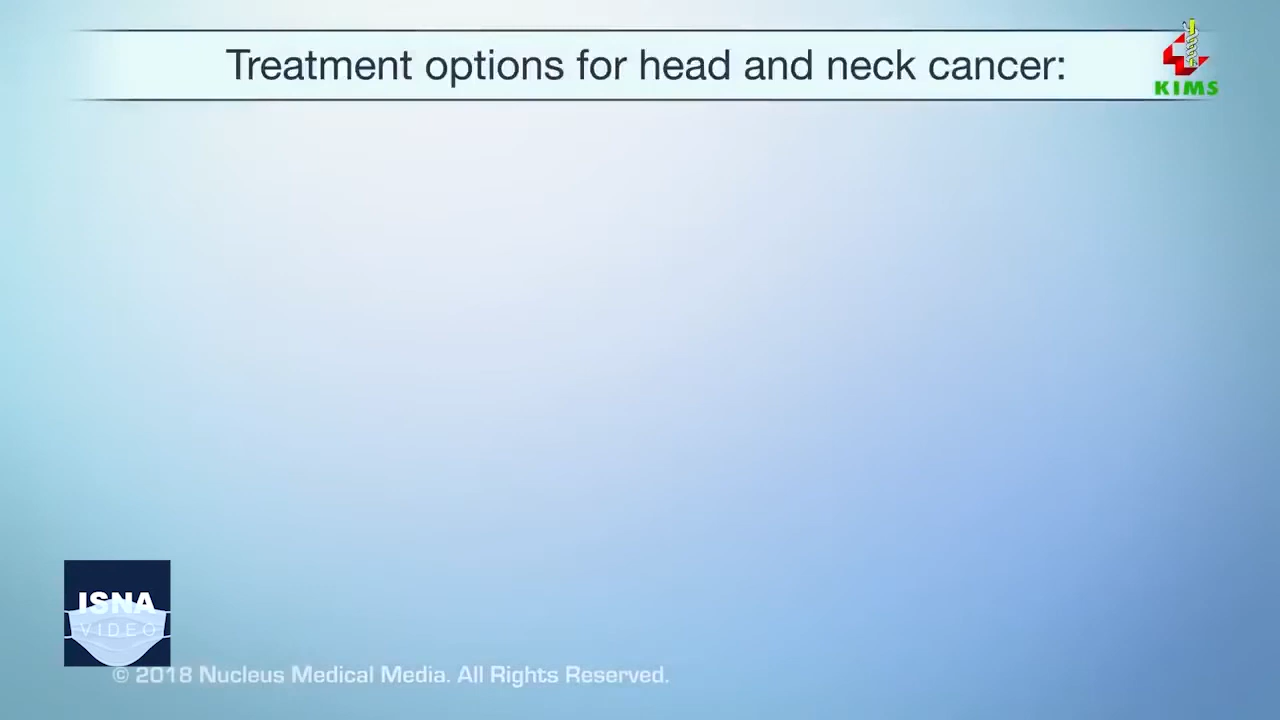 Treatment options for head and neck cancer:
KIMS
ISNA
VIDEO
© 2018 Nucleus Medical Media. All Rights Reserved.